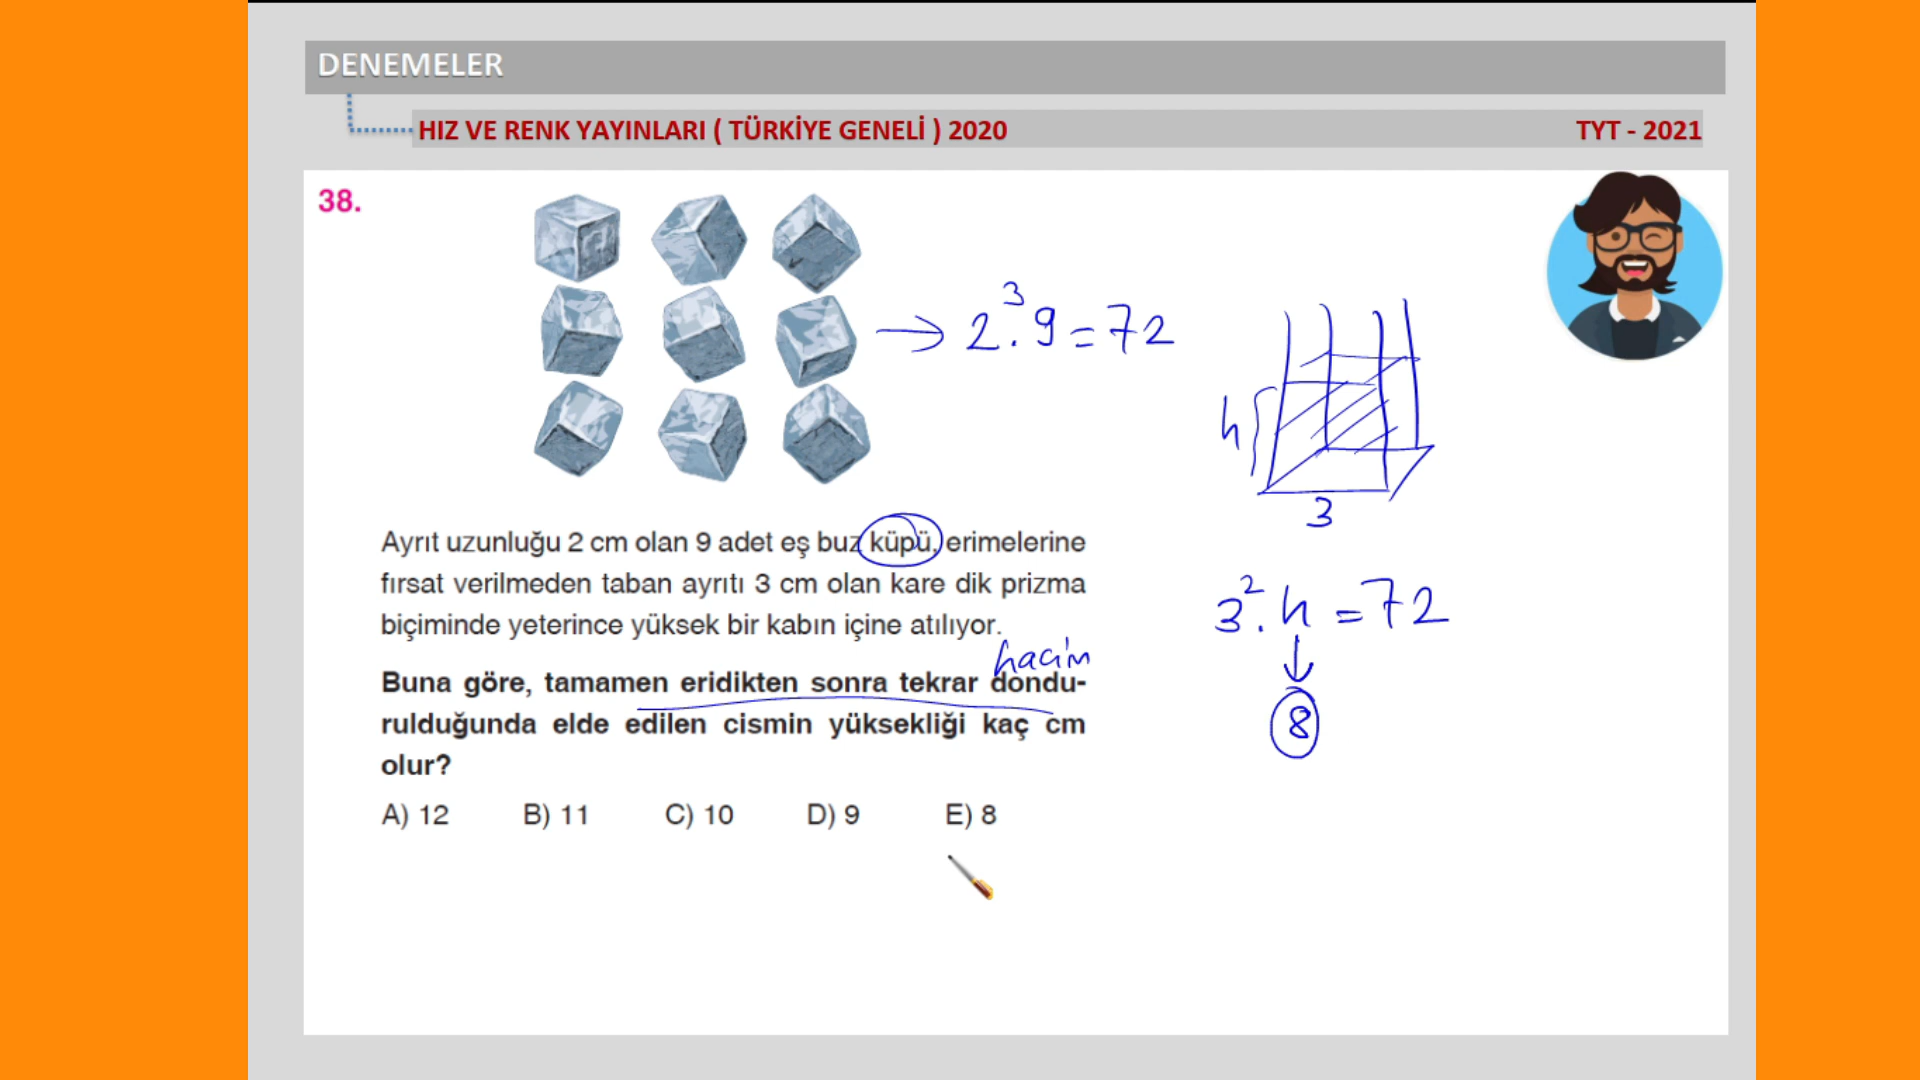 DENEMELER
HIZ VE RENK YAYINLARI ( TÜRKİYE GENELİ ) 2020
TYT - 2021
38.
2³.9=72
h
3
Ayrıt uzunluğu 2 cm olan 9 adet eş buz küpü, erimelerine
fırsat verilmeden taban ayrıtı 3 cm olan kare dik prizma
biçiminde yeterince yüksek bir kabın içine atılıyor.
hacim
Buna göre, tamamen eridikten sonra tekrar dondu-
rulduğunda elde edilen cismin yüksekliği kaç cm
olur?
3².h=72
8
A) 12 B) 11 C) 10 D) 9 E) 8